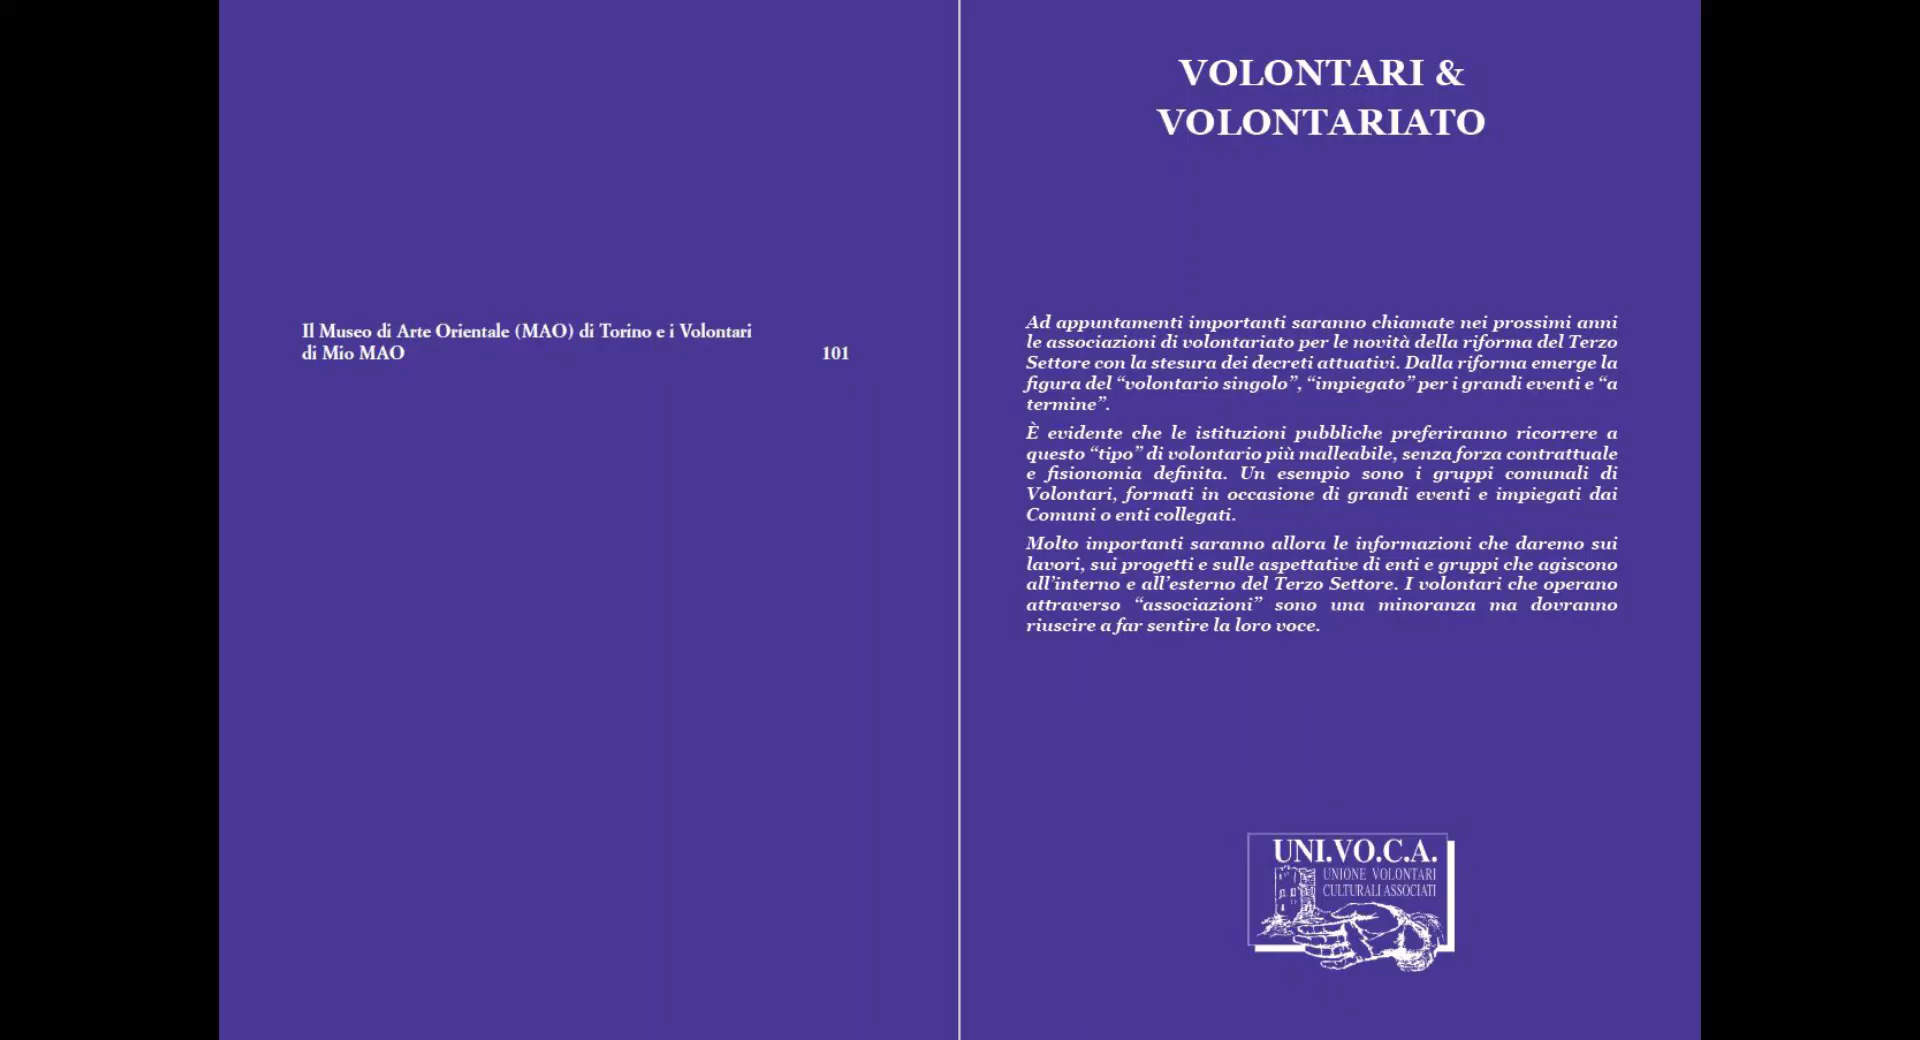 Il Museo di Arte Orientale (MAO) di Torino e i Volontari
di Mio MAO 101
VOLONTARI &
VOLONTARIATO
Ad appuntamenti importanti saranno chiamate nei prossimi anni
le associazioni di volontariato per le novità della riforma del Terzo
Settore con la stesura dei decreti attuativi. Dalla riforma emerge la
figura del “volontario singolo”, “impiegato” per i grandi eventi e “a
termine”.
È evidente che le istituzioni pubbliche preferiranno ricorrere a
questo “tipo” di volontario più malleabile, senza forza contrattuale
e fisionomia definita. Un esempio sono i gruppi comunali di
Volontari, formati in occasione di grandi eventi e impiegati dai
Comuni o enti collegati.
Molto importanti saranno allora le informazioni che daremo sui
lavori, sui progetti e sulle aspettative di enti e gruppi che agiscono
all’interno e all’esterno del Terzo Settore. I volontari che operano
attraverso “associazioni” sono una minoranza ma dovranno
riuscire a far sentire la loro voce.
UNI.VO.C.A.
UNIONE VOLONTARI
CULTURALI ASSOCIATI